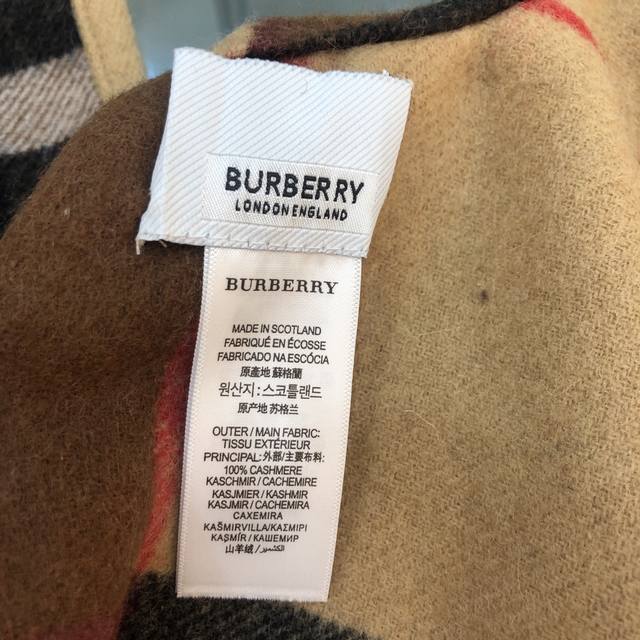 BURBERRY
LONDON ENGLAND
BURBERRY
MADE IN SCOTLAND
FABRIQUÉ EN ÉCOSSE
FABRICADO NA ESCÓCIA
原產地 蘇格蘭
원산지: 스코틀랜드
原产地 苏格兰
OUTER / MAIN FABRIC:
TISSU EXTÉRIEUR
PRINCIPAL: 外部/主要布料:
100% CASHMERE
KASCHMIR / CACHEMIRE
KASJMIER / KASHMIR
KASJMIR / CACHEMIRA
CAXEMIRA
KAŠMIRVILLA/ΚΑΣΜΙΡΙ
KAŞMİR / КАШЕМИР
山羊绒 / الكشمير